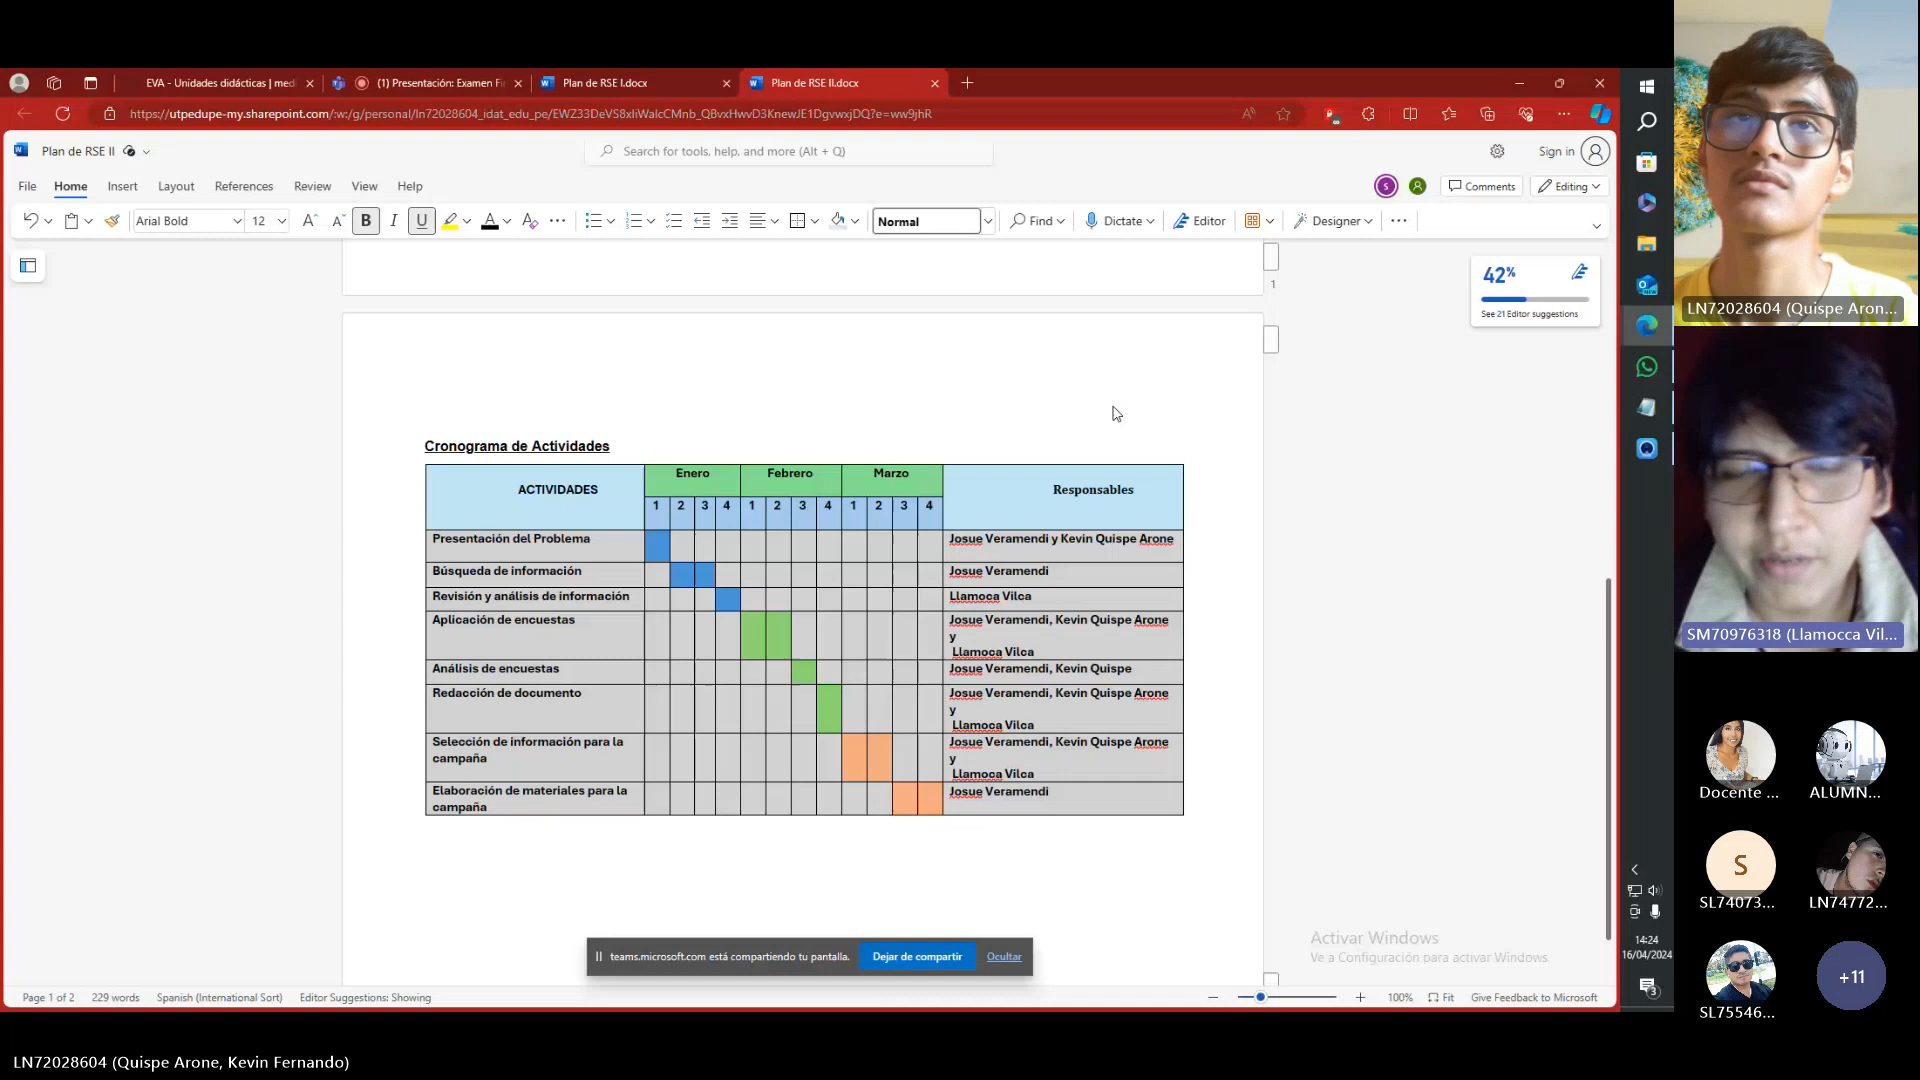 EVA - Unidades didácticas | med
(1) Presentación: Examen Fi
Plan de RSE I.docx
Plan de RSE II.docx
https://utpedupe-my.sharepoint.com/:w:/g/personal/ln72028604_idat_edu_pe/EWZ33DeVS8xIiWaIcCMnb_QBvxHwvD3KnewJE1DgvwxjDQ?e=ww9jhR
Plan de RSE II
Search for tools, help, and more (Alt + Q)
Sign in
File Home Insert Layout References Review View Help
S
Comments
Editing
Arial Bold
12
B I U
Normal
Find
Dictate
Editor
Designer
1
42%
See 21 Editor suggestions
Cronograma de Actividades
ACTIVIDADES
Enero
Febrero
Marzo
Responsables
1 2 3 4 1 2 3 4 1 2 3 4
Presentación del Problema
Josue Veramendi y Kevin Quispe Arone
Búsqueda de información
Josue Veramendi
Revisión y análisis de información
Llamoca Vilca
Aplicación de encuestas
Josue Veramendi, Kevin Quispe Arone
y
Llamoca Vilca
Análisis de encuestas
Josue Veramendi, Kevin Quispe
Redacción de documento
Josue Veramendi, Kevin Quispe Arone
y
Llamoca Vilca
Selección de información para la
campaña
Josue Veramendi, Kevin Quispe Arone
y
Llamoca Vilca
Elaboración de materiales para la
campaña
Josue Veramendi
Activar Windows
Ve a Configuración para activar Windows.
teams.microsoft.com está compartiendo tu pantalla.
Dejar de compartir
Ocultar
Page 1 of 2
229 words
Spanish (International Sort)
Editor Suggestions: Showing
100%
Fit
Give Feedback to Microsoft
14:24
16/04/2024
3
LN72028604 (Quispe Aron...
SM70976318 (Llamocca Vil...
Docente ...
ALUMN...
S
SL74073...
LN74772...
SL75546...
+11
LN72028604 (Quispe Arone, Kevin Fernando)